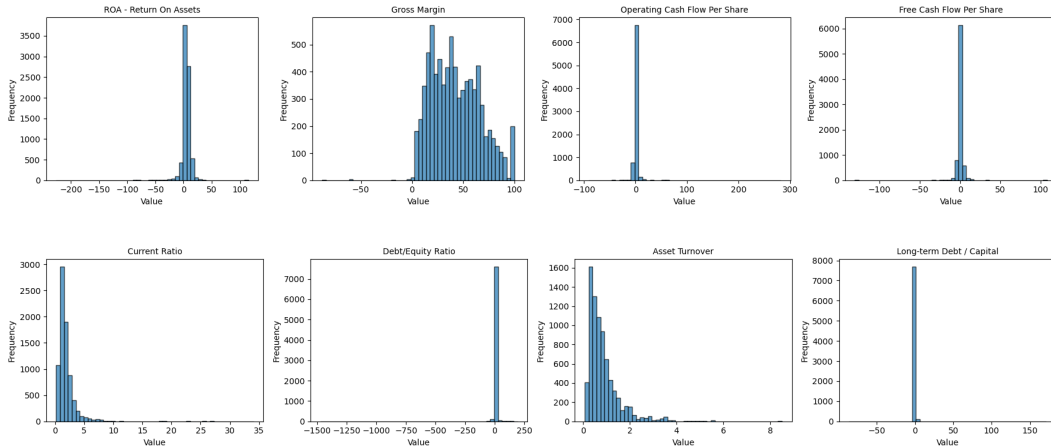 ROA - Return On Assets
Frequency
3500
3000
2500
2000
1500
1000
500
0
−200 −150 −100 −50 0 50 100
Value
Gross Margin
Frequency
500
400
300
200
100
0
−50 0 50 100
Value
Operating Cash Flow Per Share
Frequency
7000
6000
5000
4000
3000
2000
1000
0
−100 0 100 200 300
Value
Free Cash Flow Per Share
Frequency
6000
5000
4000
3000
2000
1000
0
−100 −50 0 50 100
Value
Current Ratio
Frequency
3000
2500
2000
1500
1000
500
0
0 5 10 15 20 25 30 35
Value
Debt/Equity Ratio
Frequency
7000
6000
5000
4000
3000
2000
1000
0
−1500 −1250 −1000 −750 −500 −250 0 250
Value
Asset Turnover
Frequency
1600
1400
1200
1000
800
600
400
200
0
0 2 4 6 8
Value
Long-term Debt / Capital
Frequency
8000
7000
6000
5000
4000
3000
2000
1000
0
−50 0 50 100 150
Value